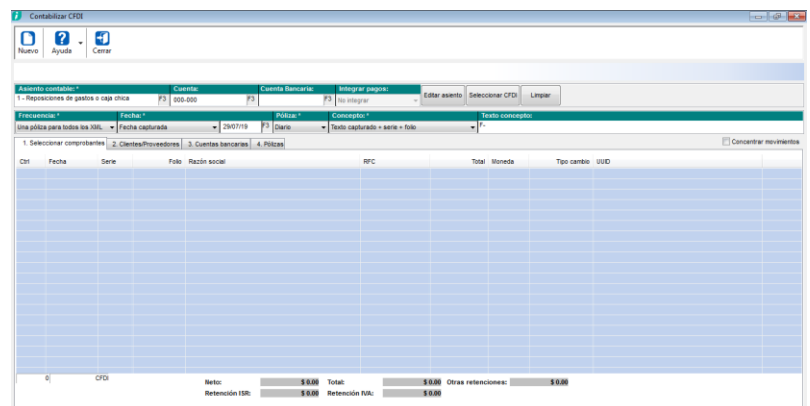 Contabilizar CFDI
Nuevo Ayuda Cerrar
Asiento contable: * Cuenta: Cuenta Bancaria: Integrar pagos:
1 - Reposiciones de gastos o caja chica F3 000-000 F3 F3 No integrar Editar asiento Seleccionar CFDI Limpiar
Frecuencia: * Fecha: * Póliza: * Concepto: * Texto concepto:
Una póliza para todos los XML Fecha capturada 29/07/19 F3 Diario Texto capturado + serie + folio F-
1. Seleccionar comprobantes 2. Clientes/Proveedores 3. Cuentas bancarias 4. Pólizas Concentrar movimientos
Ctrl Fecha Serie Folio Razón social RFC Total Moneda Tipo cambio UUID
0 CFDI
Neto: $ 0.00 Total: $ 0.00 Otras retenciones: $ 0.00
Retención ISR: $ 0.00 Retención IVA: $ 0.00